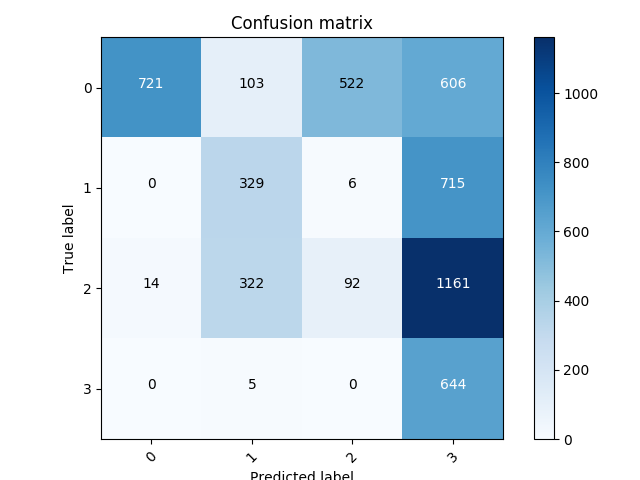 Confusion matrix
True label
0 721 103 522 606
1 0 329 6 715
2 14 322 92 1161
3 0 5 0 644
0 1 2 3
Predicted label
1000
800
600
400
200
0